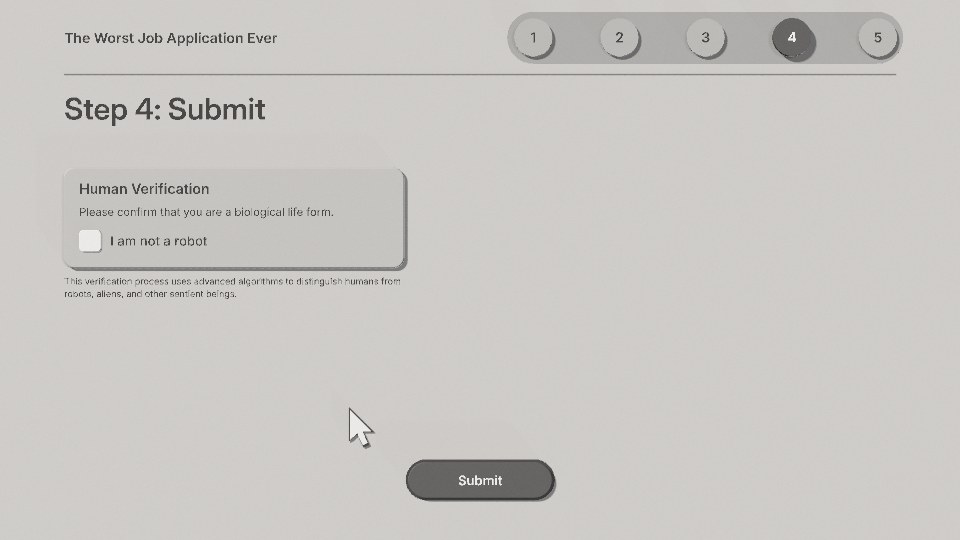 The Worst Job Application Ever
1 2 3 4 5
Step 4: Submit
Human Verification
Please confirm that you are a biological life form.
I am not a robot
This verification process uses advanced algorithms to distinguish humans from
robots, aliens, and other sentient beings.
Submit